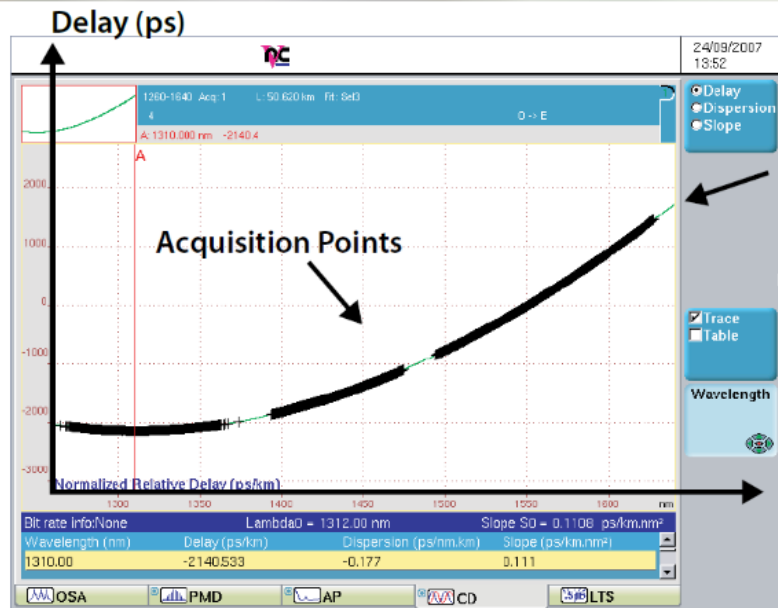 Delay (ps)
24/09/2007
13:52
1260-1640 Acq:1 L: 50.620 km Fit: Sel3
4 O -> E
A: 1310.000 nm -2140.4
Delay
Dispersion
Slope
A
2000
1000
0
-1000
-2000
-3000
Acquisition Points
Trace
Table
Wavelength
Normalized Relative Delay (ps/km)
1300 1350 1400 1450 1500 1550 1600 nm
Bit rate info:None Lambda0 = 1312.00 nm Slope S0 = 0.1108 ps/km.nm²
Wavelength (nm) Delay (ps/km) Dispersion (ps/nm.km) Slope (ps/km.nm²)
1310.00 -2140.533 -0.177 0.111
OSA PMD AP CD LTS